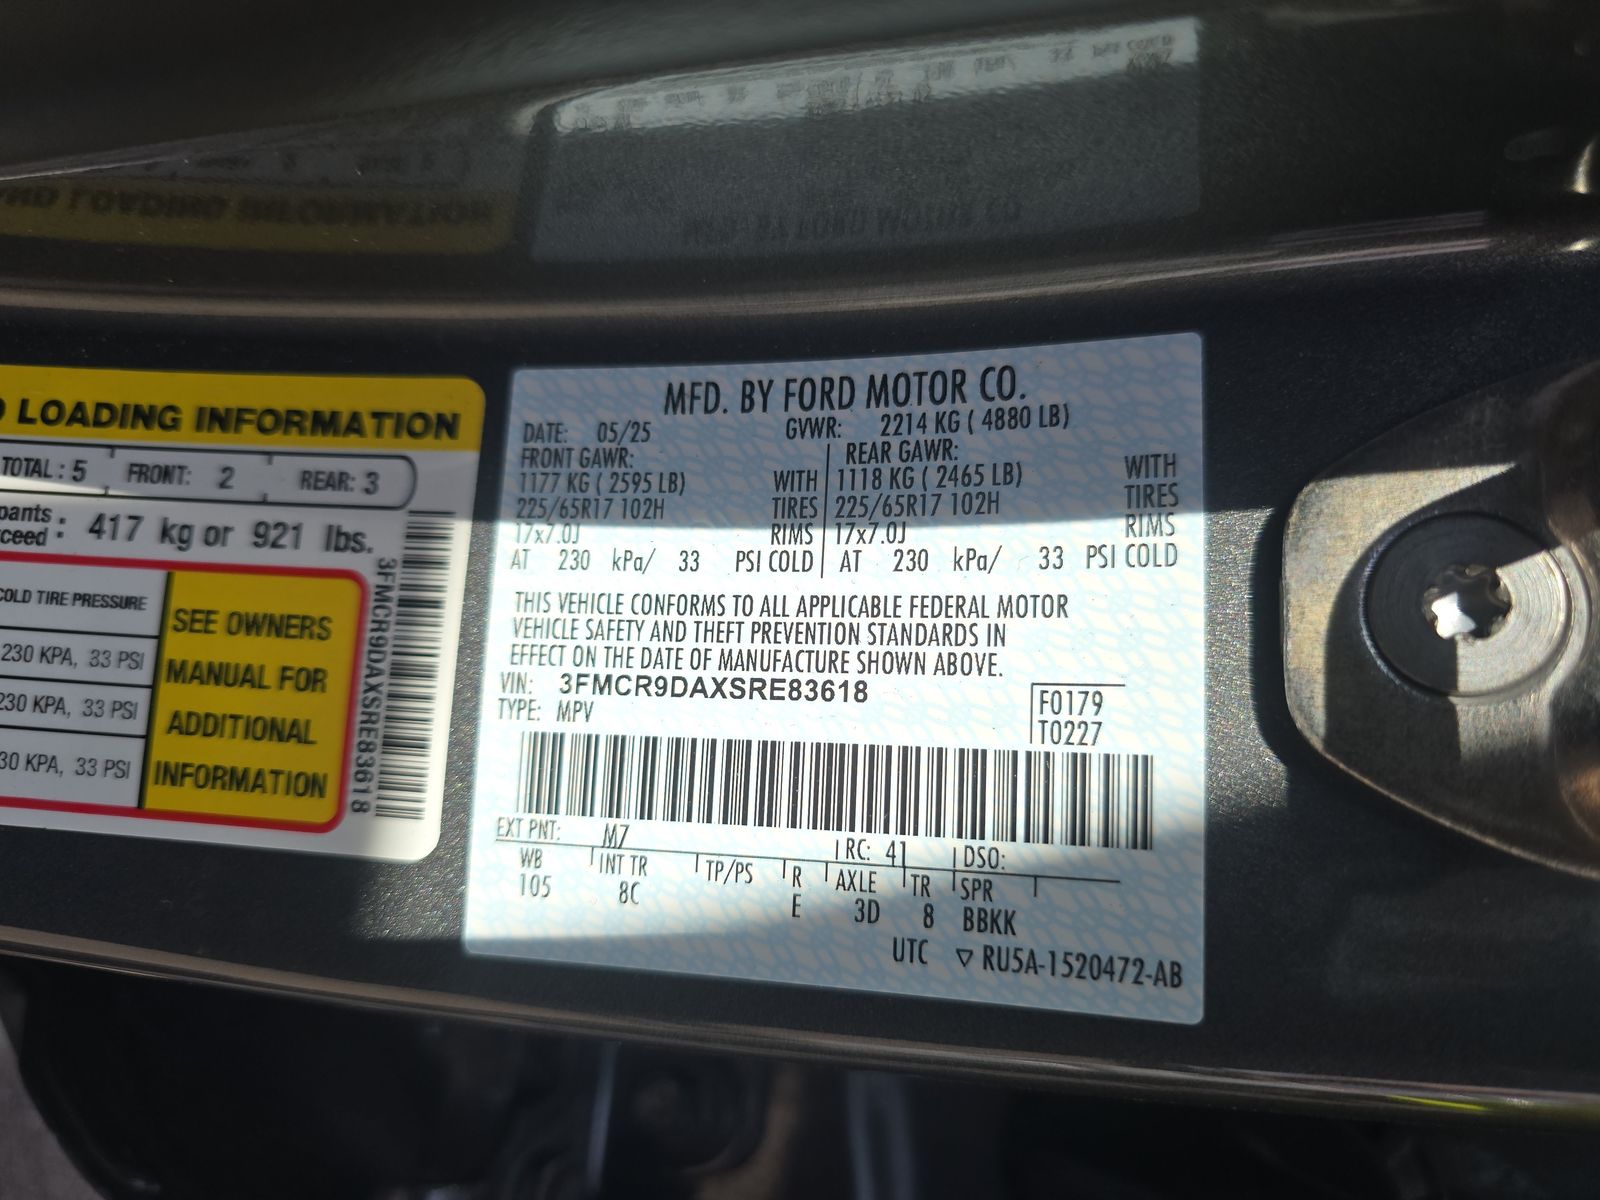 LOADING INFORMATION
TOTAL : 5 FRONT: 2 REAR: 3
417 kg or 921 lbs.
COLD TIRE PRESSURE
230 KPA, 33 PSI
230 KPA, 33 PSI
30 KPA, 33 PSI
SEE OWNERS
MANUAL FOR
ADDITIONAL
INFORMATION
3FMCR9DAXSRE83618
MFD. BY FORD MOTOR CO.
DATE: 05/25 GVWR: 2214 KG ( 4880 LB)
FRONT GAWR: REAR GAWR:
1177 KG ( 2595 LB) WITH 1118 KG ( 2465 LB) WITH
225/65R17 102H TIRES 225/65R17 102H TIRES
17x7.0J RIMS 17x7.0J RIMS
AT 230 kPa/ 33 PSI COLD AT 230 kPa/ 33 PSI COLD
THIS VEHICLE CONFORMS TO ALL APPLICABLE FEDERAL MOTOR
VEHICLE SAFETY AND THEFT PREVENTION STANDARDS IN
EFFECT ON THE DATE OF MANUFACTURE SHOWN ABOVE.
VIN: 3FMCR9DAXSRE83618
TYPE: MPV
F0179
T0227
EXT PNT: M7 RC: 41 DSO:
WB INT TR TP/PS R AXLE TR SPR
105 8C E 3D 8 BBKK
UTC ▽ RU5A-1520472-AB